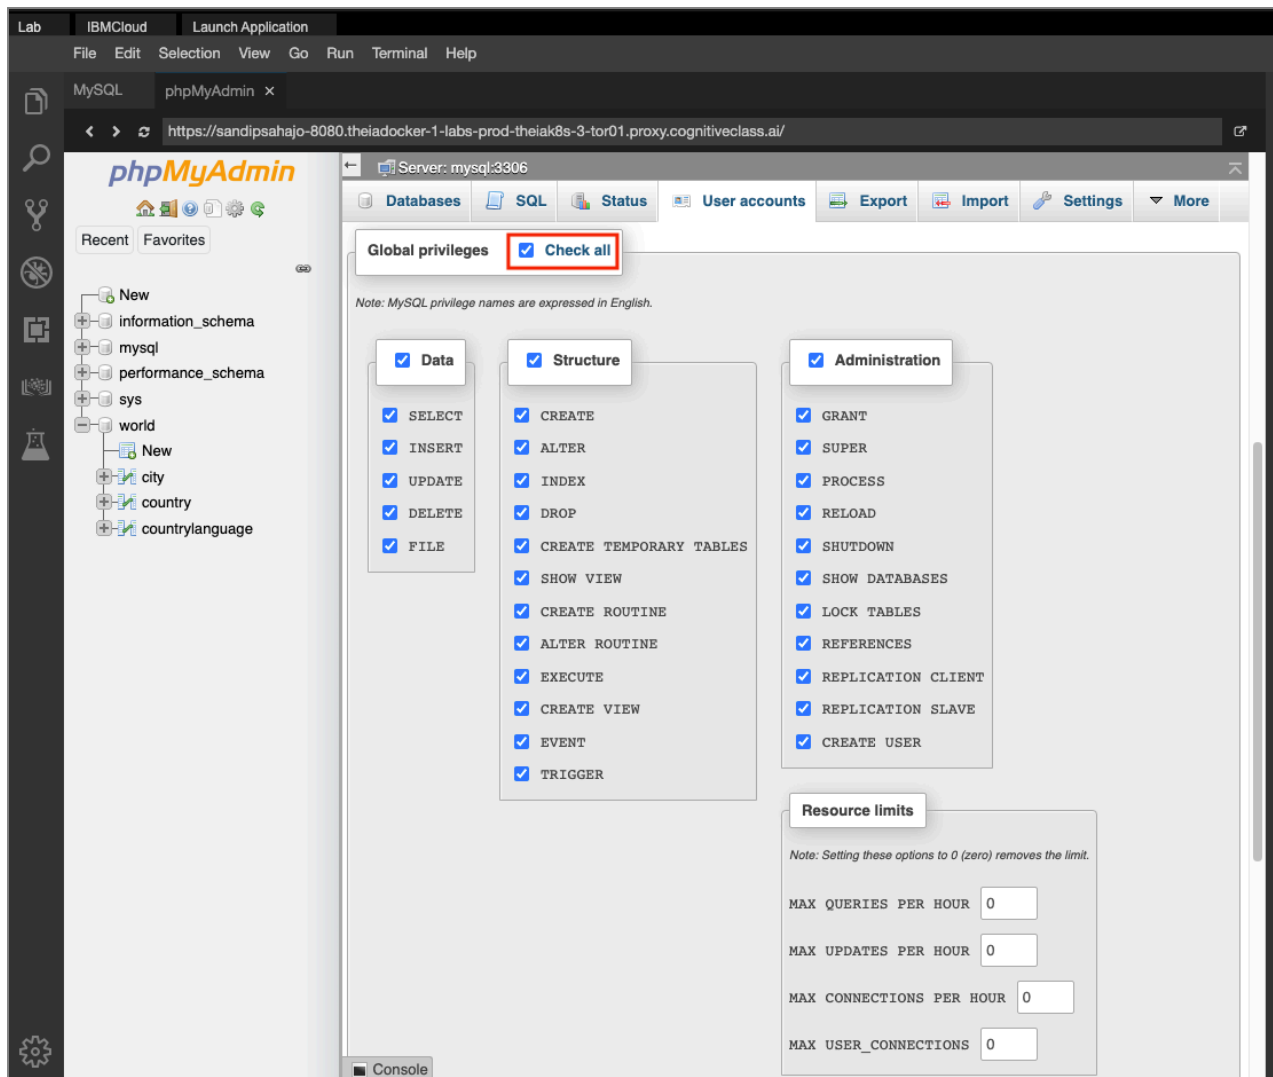 Lab IBMCloud Launch Application
File Edit Selection View Go Run Terminal Help
MySQL phpMyAdmin ×
https://sandipsahajo-8080.theiadocker-1-labs-prod-theiak8s-3-tor01.proxy.cognitiveclass.ai/
phpMyAdmin
Recent Favorites
New
information_schema
mysql
performance_schema
sys
world
New
city
country
countrylanguage
Server: mysql:3306
Databases SQL Status User accounts Export Import Settings More
Global privileges Check all
Note: MySQL privilege names are expressed in English.
Data
SELECT
INSERT
UPDATE
DELETE
FILE
Structure
CREATE
ALTER
INDEX
DROP
CREATE TEMPORARY TABLES
SHOW VIEW
CREATE ROUTINE
ALTER ROUTINE
EXECUTE
CREATE VIEW
EVENT
TRIGGER
Administration
GRANT
SUPER
PROCESS
RELOAD
SHUTDOWN
SHOW DATABASES
LOCK TABLES
REFERENCES
REPLICATION CLIENT
REPLICATION SLAVE
CREATE USER
Resource limits
Note: Setting these options to 0 (zero) removes the limit.
MAX QUERIES PER HOUR 0
MAX UPDATES PER HOUR 0
MAX CONNECTIONS PER HOUR 0
MAX USER_CONNECTIONS 0
Console